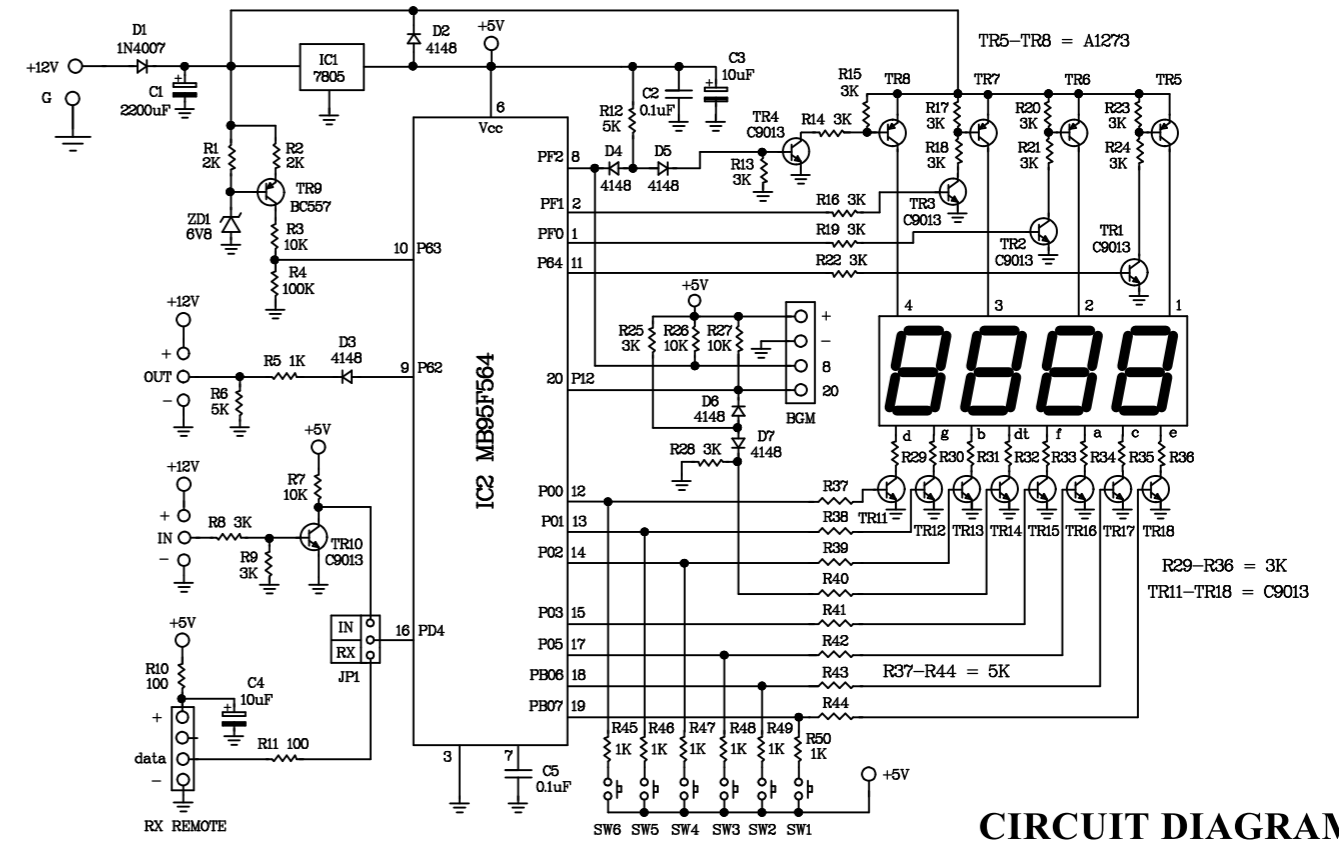 D1
1N4007
+12V
G
C1
2200uF
+
IC1
7805
D2
4148
+5V
C3
10uF
+
C2
0.1uF
R12
5K
TR5-TR8 = A1273
R15
3K
TR8
TR7
TR6
TR5
TR4
C9013
R14 3K
R17
3K
R20
3K
R23
3K
R18
3K
R21
3K
R24
3K
R13
3K
6
Vcc
PF2
8
D4
4148
D5
4148
R1
2K
R2
2K
TR9
BC557
ZD1
6V8
R3
10K
R4
100K
10
P63
PF1
2
R16 3K
TR3
C9013
PF0
1
R19 3K
TR2
C9013
P64
11
R22 3K
TR1
C9013
+12V
+
OUT
-
R5 1K
R6
5K
D3
4148
9
P62
+5V
R25
3K
R26
10K
R27
10K
+
-
8
20
BGM
20
P12
D6
4148
D7
4148
R28 3K
4
3
2
1
d
g
b
dt
f
a
c
e
R29
R30
R31
R32
R33
R34
R35
R36
IC2 MB95F564
+5V
R7
10K
+12V
+
IN
-
R8 3K
R9
3K
TR10
C9013
P00
12
R37
TR11
TR12
TR13
TR14
TR15
TR16
TR17
TR18
P01
13
R38
P02
14
R39
R40
P03
15
R41
P05
17
R42
PB06
18
R43
PB07
19
R44
R29-R36 = 3K
TR11-TR18 = C9013
R37-R44 = 5K
IN
RX
JP1
16
PD4
+5V
R10
100
C4
10uF
+
+
data
-
R11 100
RX REMOTE
3
7
C5
0.1uF
R45
1K
R46
1K
R47
1K
R48
1K
R49
1K
R50
1K
+5V
SW6
SW5
SW4
SW3
SW2
SW1
CIRCUIT DIAGRAM